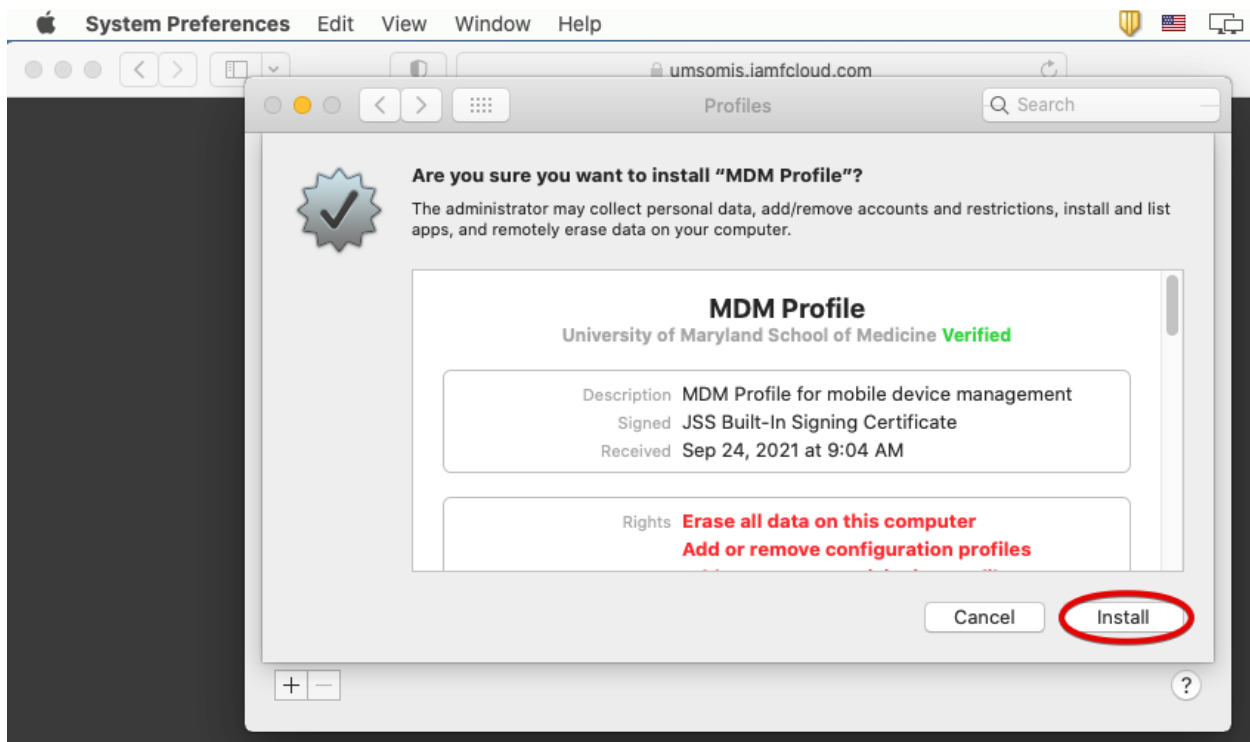 System Preferences Edit View Window Help
umsomis.jamfcloud.com
Profiles
Search
Are you sure you want to install “MDM Profile”?
The administrator may collect personal data, add/remove accounts and restrictions, install and list
apps, and remotely erase data on your computer.
MDM Profile
University of Maryland School of Medicine Verified
Description MDM Profile for mobile device management
Signed JSS Built-In Signing Certificate
Received Sep 24, 2021 at 9:04 AM
Rights Erase all data on this computer
Add or remove configuration profiles
Cancel Install
+ −
?